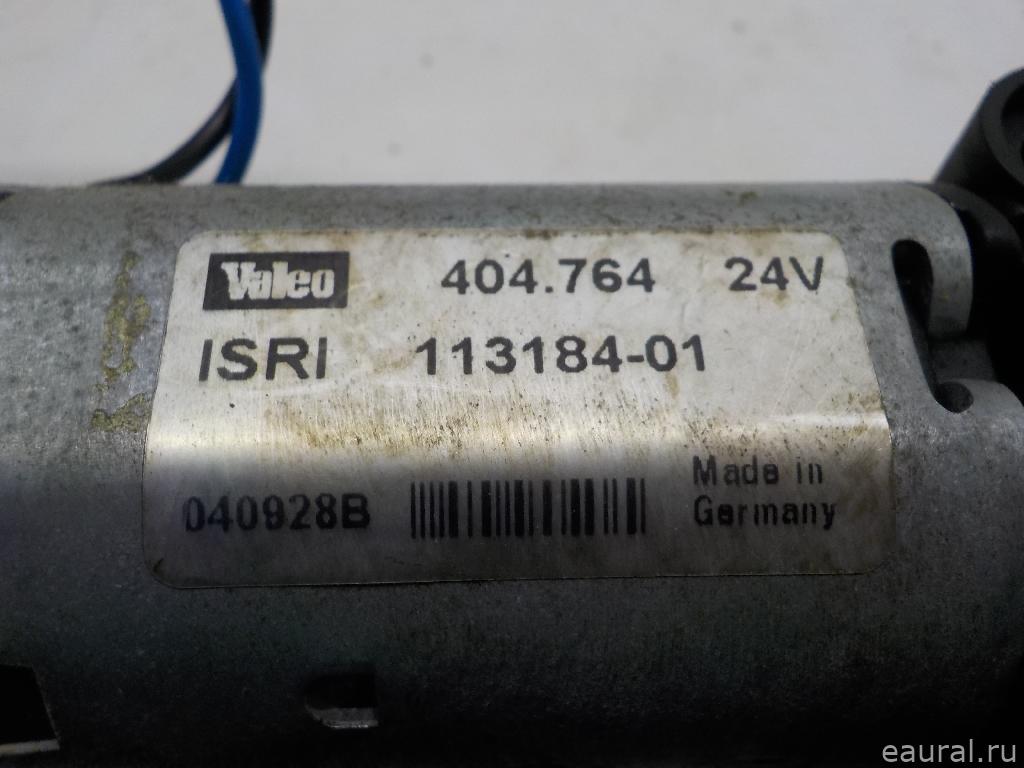 Valeo 404.764 24V
ISRI 113184-01
040928B Made in
Germany
eaural.ru